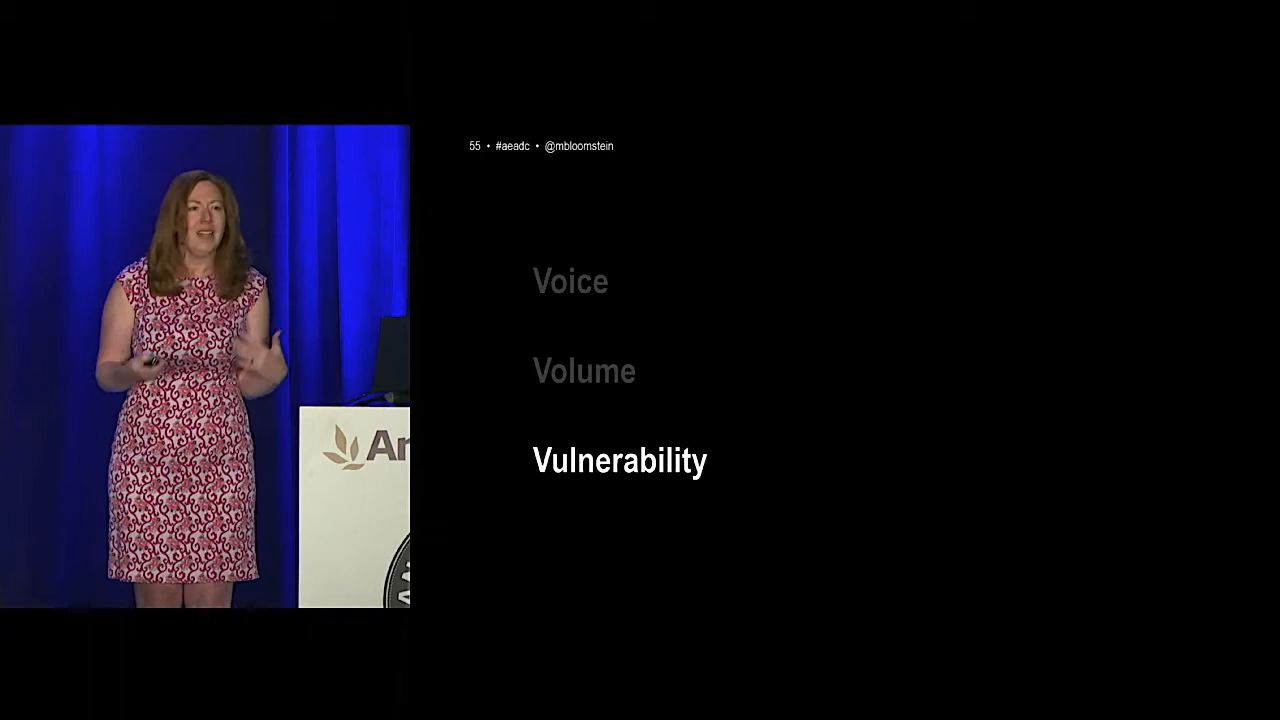 55 • #aeadc • @mbloomstein
Voice
Volume
Vulnerability